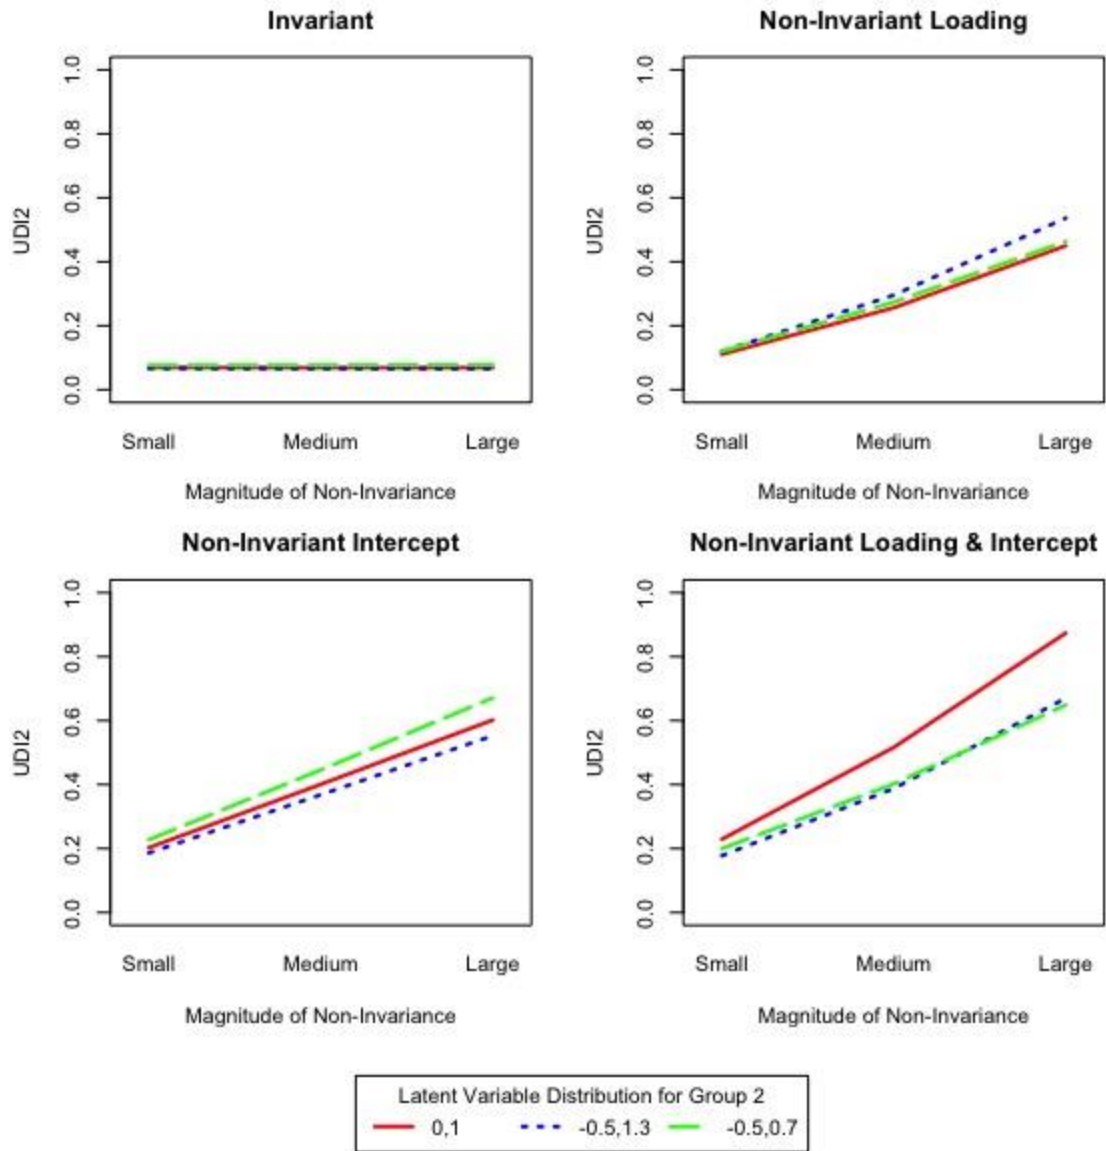 Invariant
UDI2
0.0 0.2 0.4 0.6 0.8 1.0
Small Medium Large
Magnitude of Non-Invariance
Non-Invariant Loading
UDI2
0.0 0.2 0.4 0.6 0.8 1.0
Small Medium Large
Magnitude of Non-Invariance
Non-Invariant Intercept
UDI2
0.0 0.2 0.4 0.6 0.8 1.0
Small Medium Large
Magnitude of Non-Invariance
Non-Invariant Loading & Intercept
UDI2
0.0 0.2 0.4 0.6 0.8 1.0
Small Medium Large
Magnitude of Non-Invariance
Latent Variable Distribution for Group 2
0,1 -0.5,1.3 -0.5,0.7